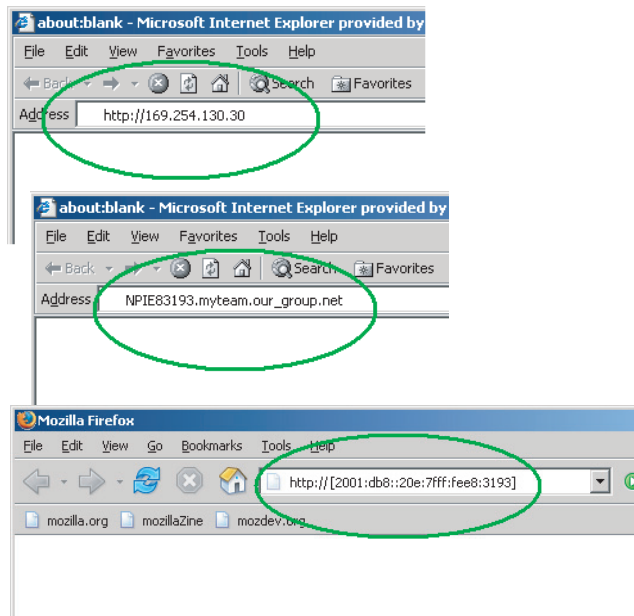 about:blank - Microsoft Internet Explorer provided by
File Edit View Favorites Tools Help
Back Search Favorites
Address http://169.254.130.30
about:blank - Microsoft Internet Explorer provided by
File Edit View Favorites Tools Help
Back Search Favorites
Address NPIE83193.myteam.our_group.net
Mozilla Firefox
File Edit View Go Bookmarks Tools Help
http://[2001:db8::20e:7fff:fee8:3193]
mozilla.org mozillaZine mozdev.org